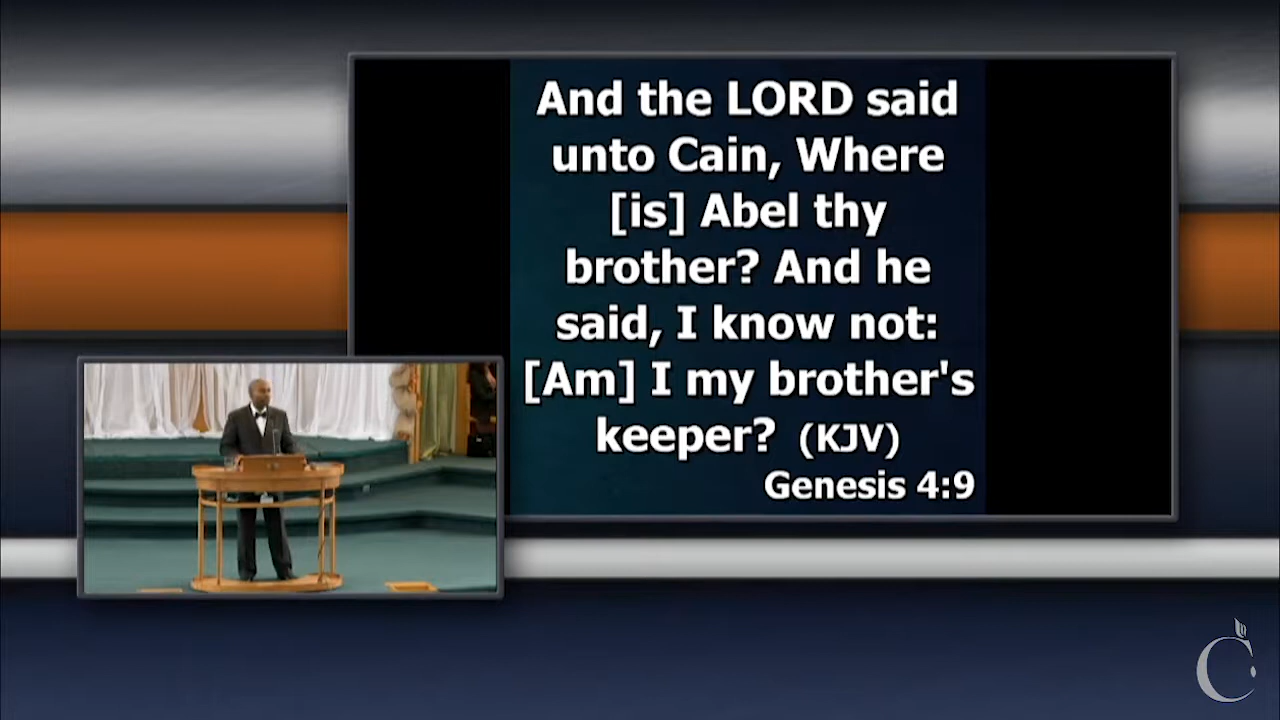 And the LORD said
unto Cain, Where
[is] Abel thy
brother? And he
said, I know not:
[Am] I my brother's
keeper? (KJV)
Genesis 4:9